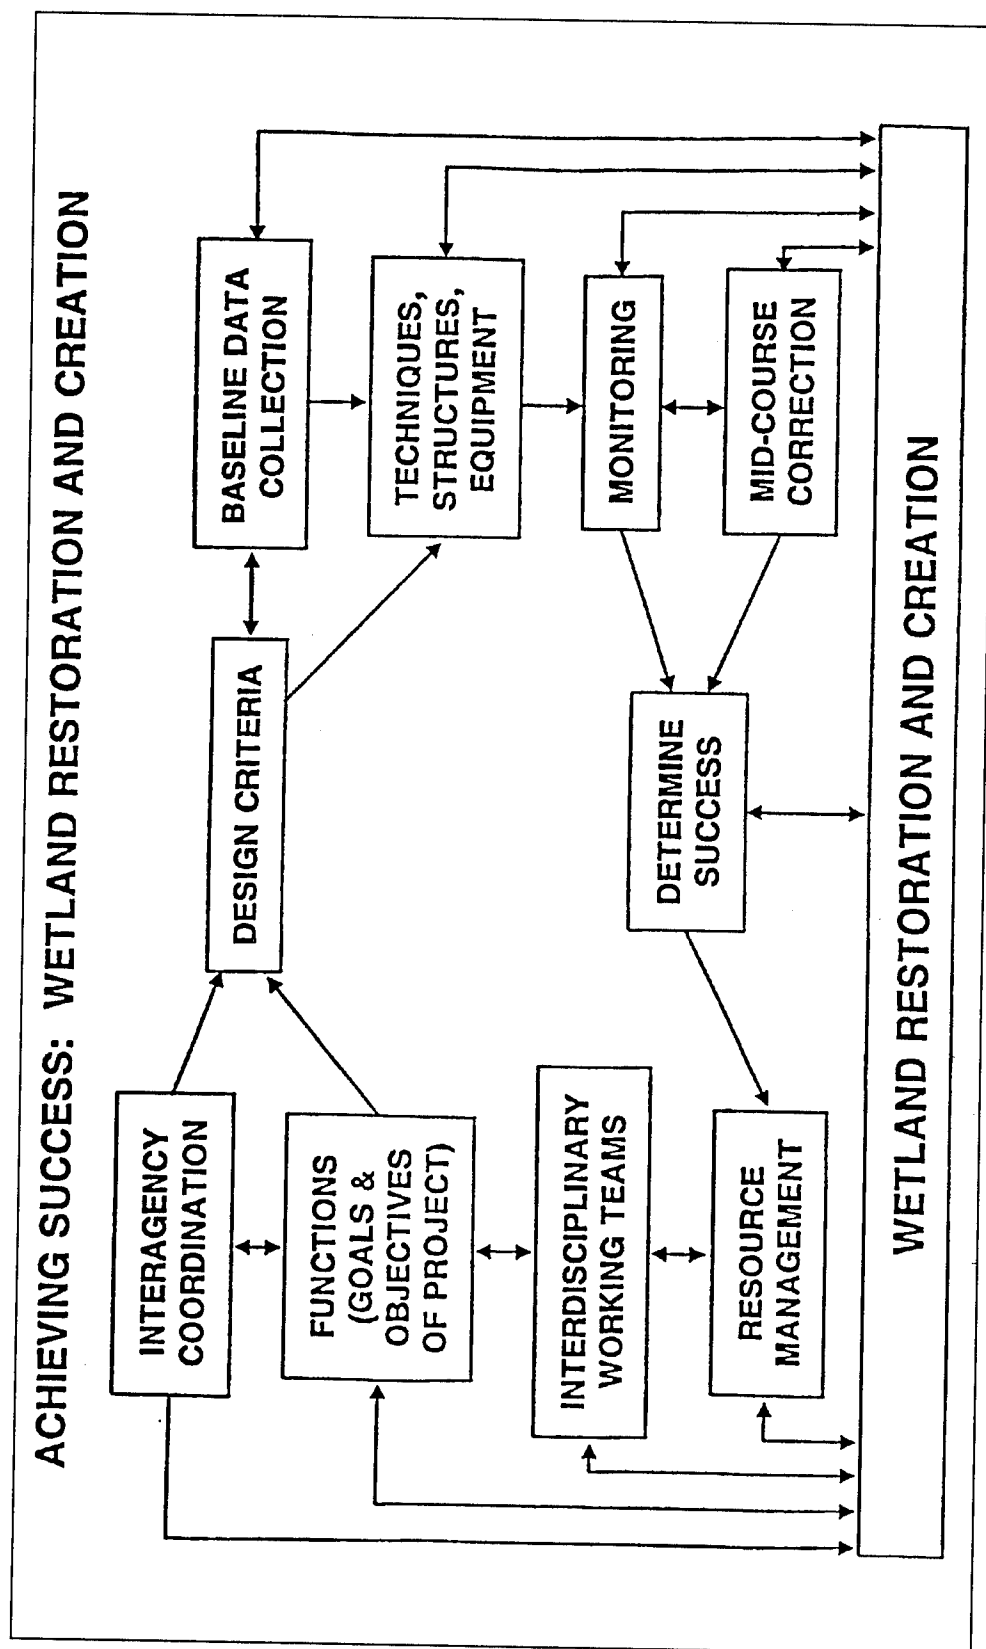 ACHIEVING SUCCESS: WETLAND RESTORATION AND CREATION
INTERAGENCY
COORDINATION
FUNCTIONS
(GOALS &
OBJECTIVES
OF PROJECT)
INTERDISCIPLINARY
WORKING TEAMS
RESOURCE
MANAGEMENT
DESIGN CRITERIA
DETERMINE
SUCCESS
BASELINE DATA
COLLECTION
TECHNIQUES,
STRUCTURES,
EQUIPMENT
MONITORING
MID-COURSE
CORRECTION
WETLAND RESTORATION AND CREATION